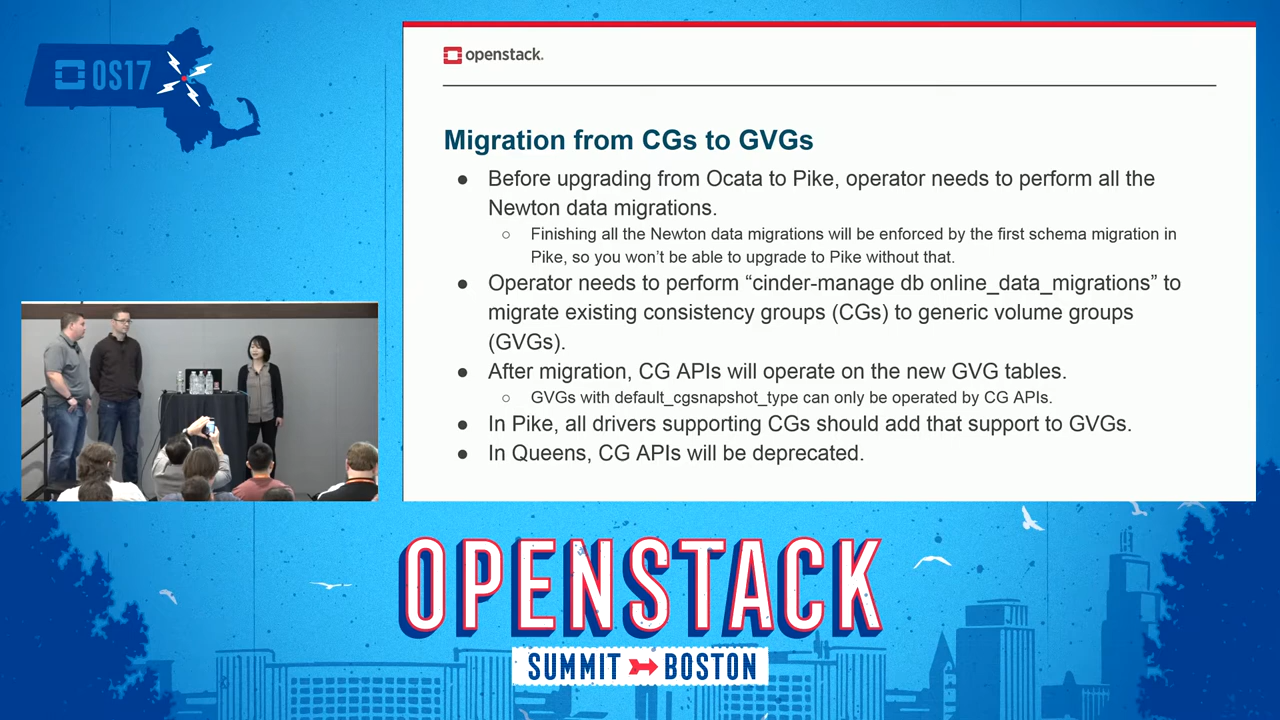 OS17
openstack.
Migration from CGs to GVGs
● Before upgrading from Ocata to Pike, operator needs to perform all the
Newton data migrations.
○ Finishing all the Newton data migrations will be enforced by the first schema migration in
Pike, so you won't be able to upgrade to Pike without that.
● Operator needs to perform “cinder-manage db online_data_migrations” to
migrate existing consistency groups (CGs) to generic volume groups
(GVGs).
● After migration, CG APIs will operate on the new GVG tables.
○ GVGs with default_cgsnapshot_type can only be operated by CG APIs.
● In Pike, all drivers supporting CGs should add that support to GVGs.
● In Queens, CG APIs will be deprecated.
OPENSTACK
SUMMIT BOSTON